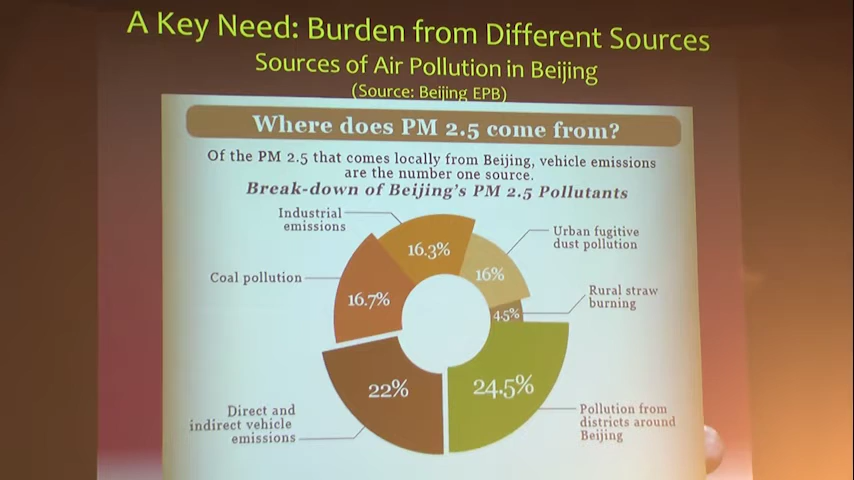 A Key Need: Burden from Different Sources
Sources of Air Pollution in Beijing
(Source: Beijing EPB)
Where does PM 2.5 come from?
Of the PM 2.5 that comes locally from Beijing, vehicle emissions
are the number one source.
Break-down of Beijing's PM 2.5 Pollutants
Industrial
emissions
16.3%
Urban fugitive
dust pollution
16%
Coal pollution
16.7%
Rural straw
burning
4.5%
22%
24.5%
Direct and
indirect vehicle
emissions
Pollution from
districts around
Beijing